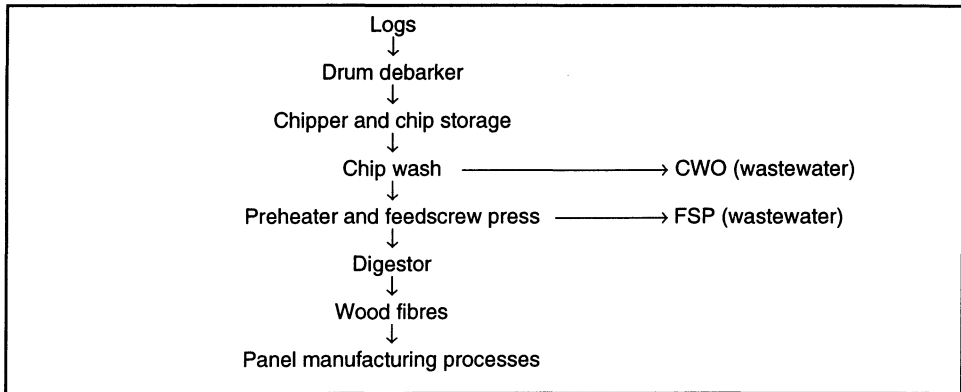 Logs
↓
Drum debarker
↓
Chipper and chip storage
↓
Chip wash → CWO (wastewater)
↓
Preheater and feedscrew press → FSP (wastewater)
↓
Digestor
↓
Wood fibres
↓
Panel manufacturing processes